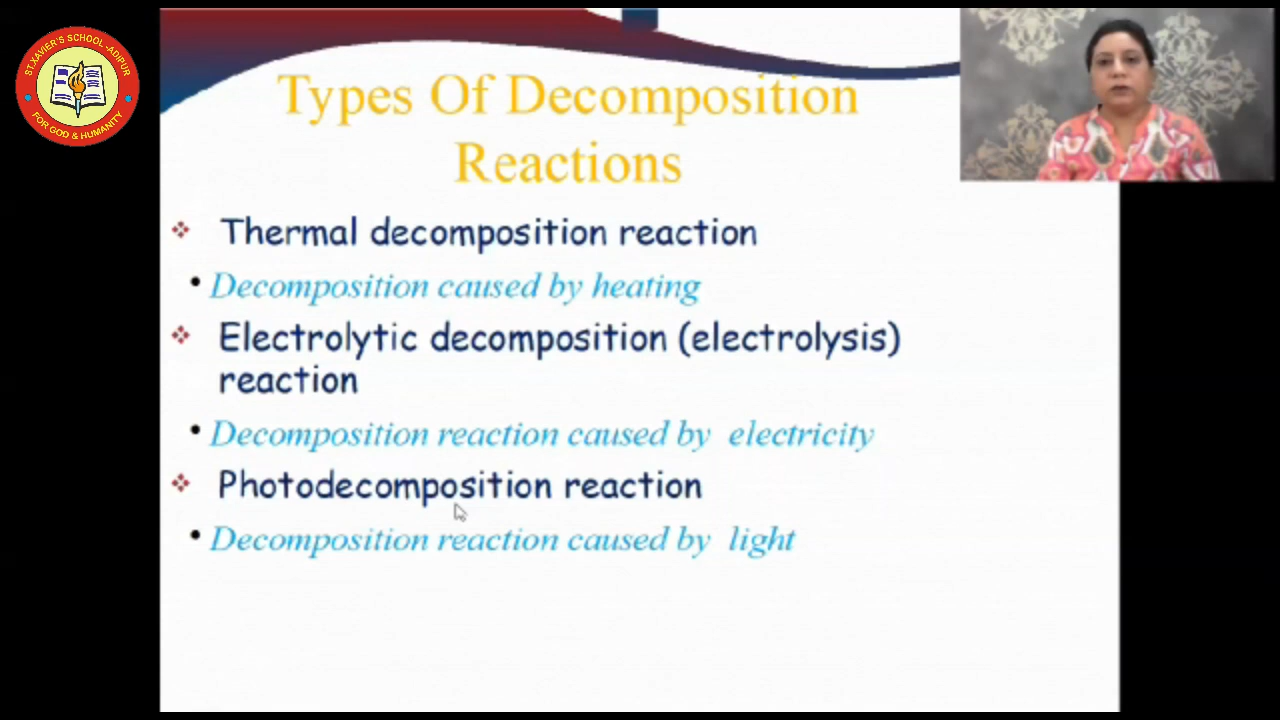 ST.XAVIER'S SCHOOL-ADIPUR
FOR GOD & HUMANITY
Types Of Decomposition
Reactions
Thermal decomposition reaction
Decomposition caused by heating
Electrolytic decomposition (electrolysis)
reaction
Decomposition reaction caused by electricity
Photodecomposition reaction
Decomposition reaction caused by light